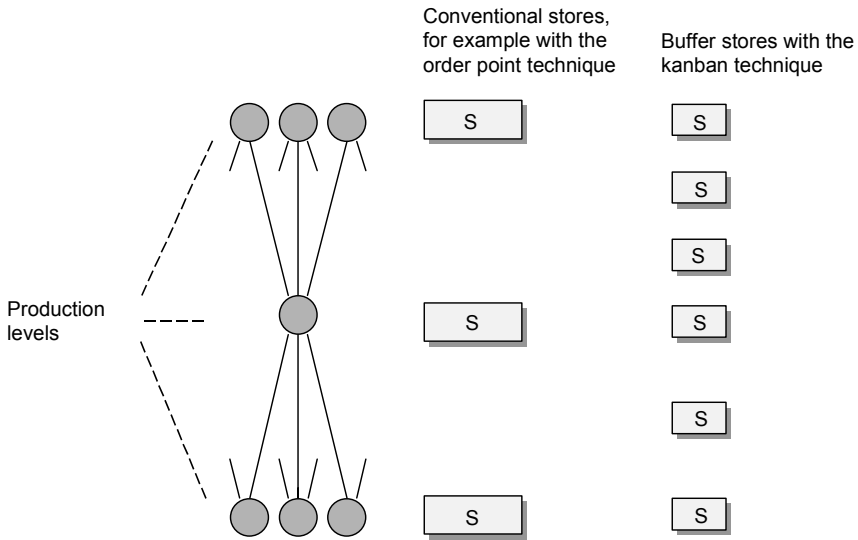 Conventional stores,
for example with the
order point technique
Buffer stores with the
kanban technique
S
S
S
S
Production
levels
S
S
S
S
S